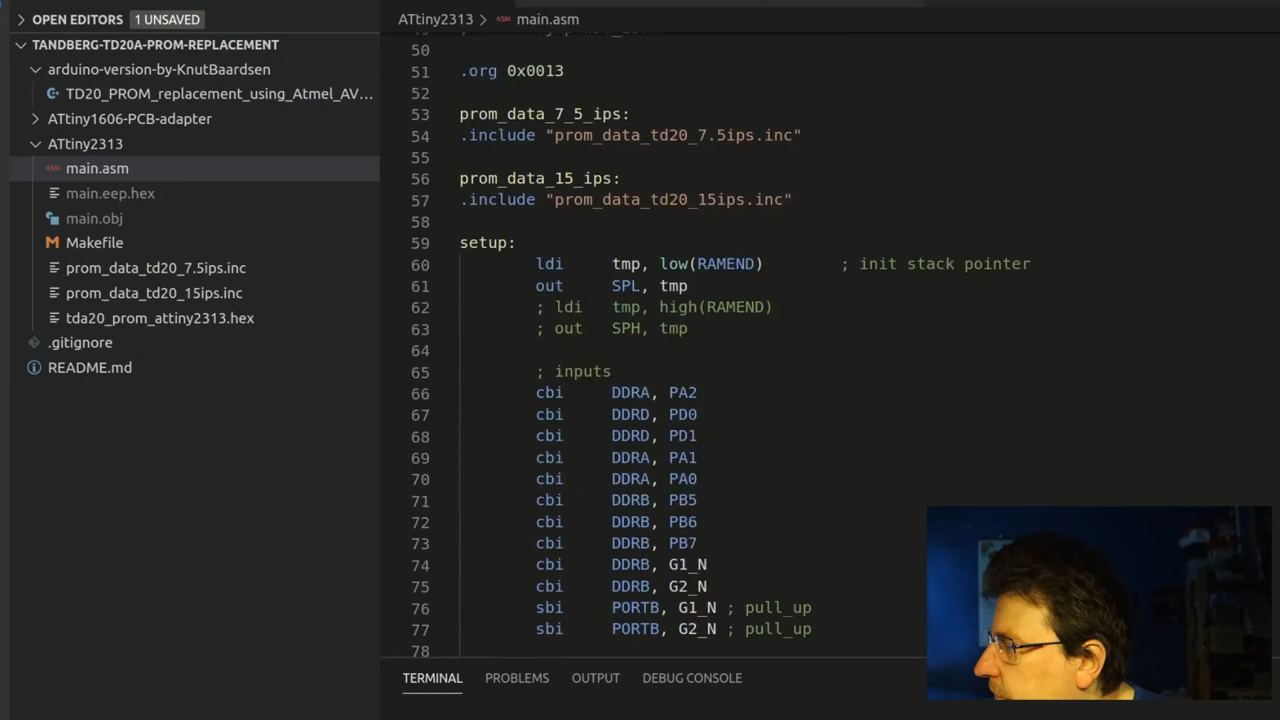 OPEN EDITORS 1 UNSAVED
TANDBERG-TD20A-PROM-REPLACEMENT
arduino-version-by-KnutBaardsen
TD20_PROM_replacement_using_Atmel_AV...
ATtiny1606-PCB-adapter
ATtiny2313
ASM main.asm
main.eep.hex
main.obj
Makefile
prom_data_td20_7.5ips.inc
prom_data_td20_15ips.inc
tda20_prom_attiny2313.hex
.gitignore
README.md
ATtiny2313 > ASM main.asm
50
51 .org 0x0013
52
53 prom_data_7_5_ips:
54 .include "prom_data_td20_7.5ips.inc"
55
56 prom_data_15_ips:
57 .include "prom_data_td20_15ips.inc"
58
59 setup:
60 ldi tmp, low(RAMEND) ; init stack pointer
61 out SPL, tmp
62 ; ldi tmp, high(RAMEND)
63 ; out SPH, tmp
64
65 ; inputs
66 cbi DDRA, PA2
67 cbi DDRD, PD0
68 cbi DDRD, PD1
69 cbi DDRA, PA1
70 cbi DDRA, PA0
71 cbi DDRB, PB5
72 cbi DDRB, PB6
73 cbi DDRB, PB7
74 cbi DDRB, G1_N
75 cbi DDRB, G2_N
76 sbi PORTB, G1_N ; pull_up
77 sbi PORTB, G2_N ; pull_up
78
TERMINAL PROBLEMS OUTPUT DEBUG CONSOLE